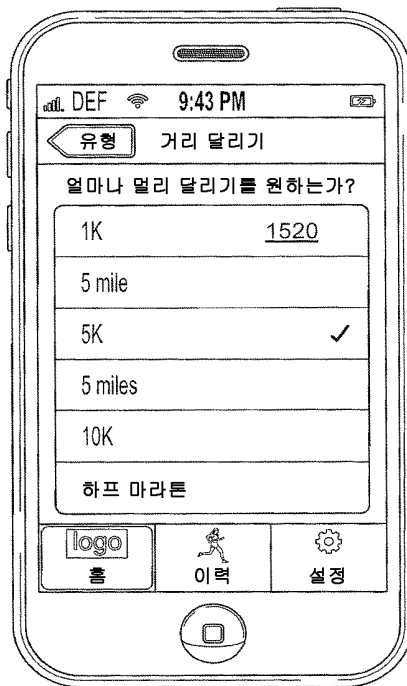 DEF 9:43 PM
유형 거리 달리기
얼마나 멀리 달리기를 원하는가?
1K 1520
5 mile
5K ✓
5 miles
10K
하프 마라톤
logo
홈 이력 설정